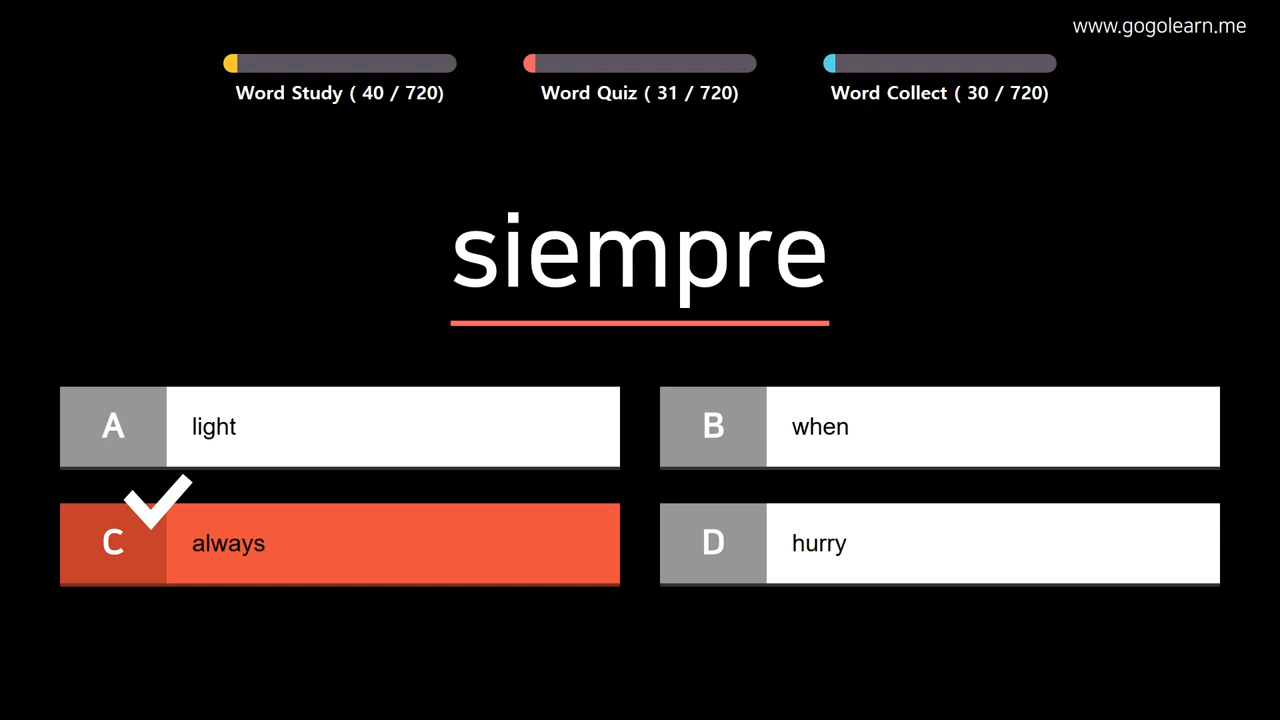 www.gogolearn.me
Word Study ( 40 / 720)
Word Quiz ( 31 / 720)
Word Collect ( 30 / 720)
siempre
A light
B when
C always
D hurry